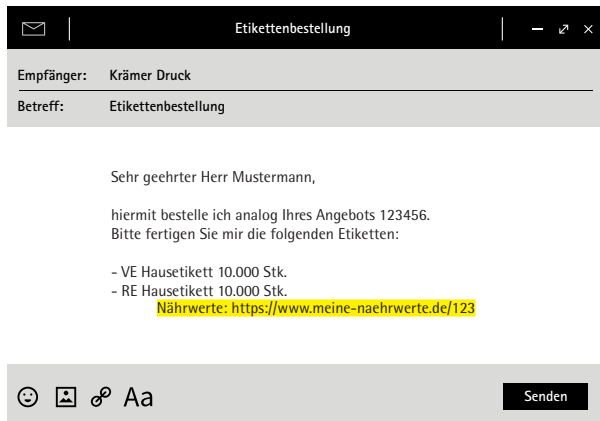 Etikettenbestellung
Empfänger: Krämer Druck
Betreff: Etikettenbestellung
Sehr geehrter Herr Mustermann,
hiermit bestelle ich analog Ihres Angebots 123456.
Bitte fertigen Sie mir die folgenden Etiketten:
- VE Hausetikett 10.000 Stk.
- RE Hausetikett 10.000 Stk.
Nährwerte: https://www.meine-naehrwerte.de/123
Aa Senden